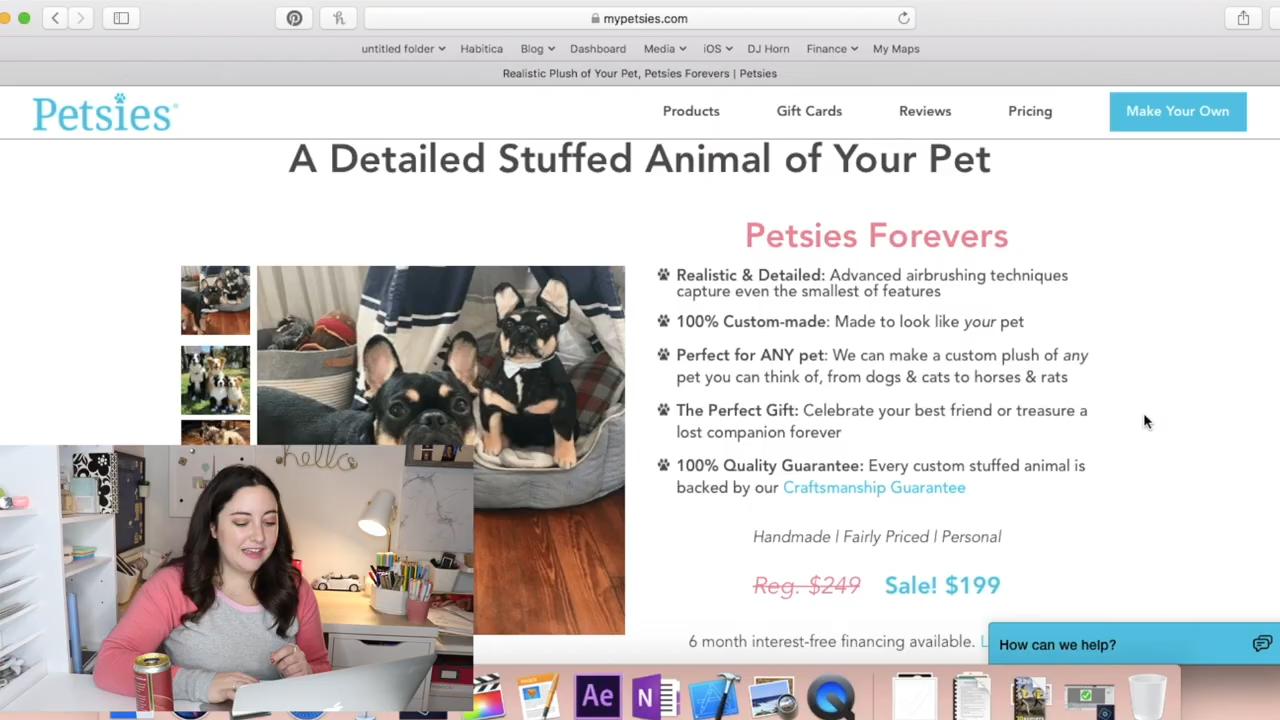 mypetsies.com
untitled folder Habitica Blog Dashboard Media iOS DJ Horn Finance My Maps
Realistic Plush of Your Pet, Petsies Forevers | Petsies
Petsies Products Gift Cards Reviews Pricing Make Your Own
A Detailed Stuffed Animal of Your Pet
Petsies Forevers
Realistic & Detailed: Advanced airbrushing techniques
capture even the smallest of features
100% Custom-made: Made to look like your pet
Perfect for ANY pet: We can make a custom plush of any
pet you can think of, from dogs & cats to horses & rats
The Perfect Gift: Celebrate your best friend or treasure a
lost companion forever
100% Quality Guarantee: Every custom stuffed animal is
backed by our Craftsmanship Guarantee
Handmade | Fairly Priced | Personal
Reg. $249 Sale! $199
6 month interest-free financing available.
How can we help?
hello
Ae N